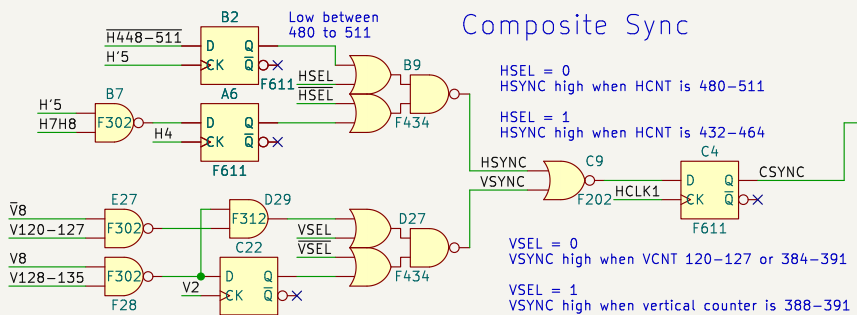 Composite Sync
B2
Low between
480 to 511
H448-511
D Q
H'5
CK Q
F611
B9
HSEL
HSEL
F434
HSEL = 0
HSYNC high when HCNT is 480-511
HSEL = 1
HSYNC high when HCNT is 432-464
B7
H'5
F302
H7H8
A6
D Q
H4
CK Q
F611
HSYNC
VSYNC
C9
F202
C4
D Q
CSYNC
HCLK1
CK Q
F611
E27
V8
F302
V120-127
D29
F312
V8
F302
V128-135
F28
C22
D Q
V2
CK Q
D27
VSEL
VSEL
F434
VSEL = 0
VSYNC high when VCNT 120-127 or 384-391
VSEL = 1
VSYNC high when vertical counter is 388-391